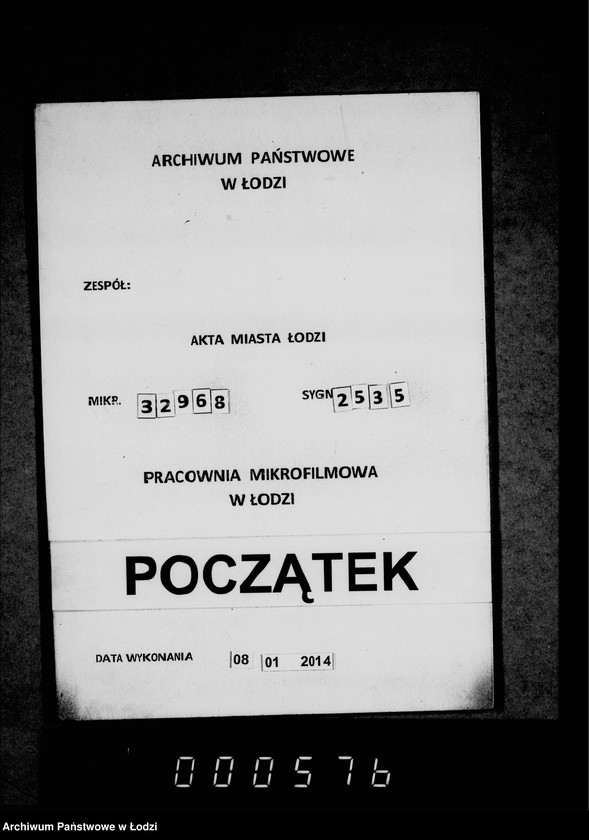 ARCHIWUM PAŃSTWOWE
W ŁODZI
ZESPÓŁ:
AKTA MIASTA ŁODZI
MIKR. 32968 SYGN 2535
PRACOWNIA MIKROFILMOWA
W ŁODZI
POCZĄTEK
DATA WYKONANIA 08 01 2014
000576
Archiwum Państwowe w Łodzi